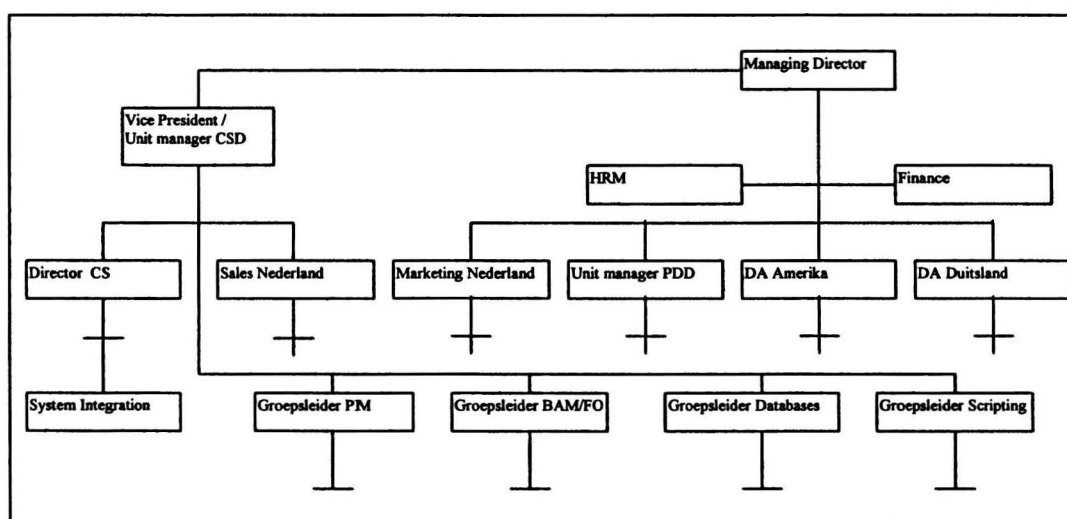 Managing Director
Vice President /
Unit manager CSD
HRM
Finance
Director CS
Sales Nederland
Marketing Nederland
Unit manager PDD
DA Amerika
DA Duitsland
System Integration
Groepsleider PM
Groepsleider BAM/FO
Groepsleider Databases
Groepsleider Scripting